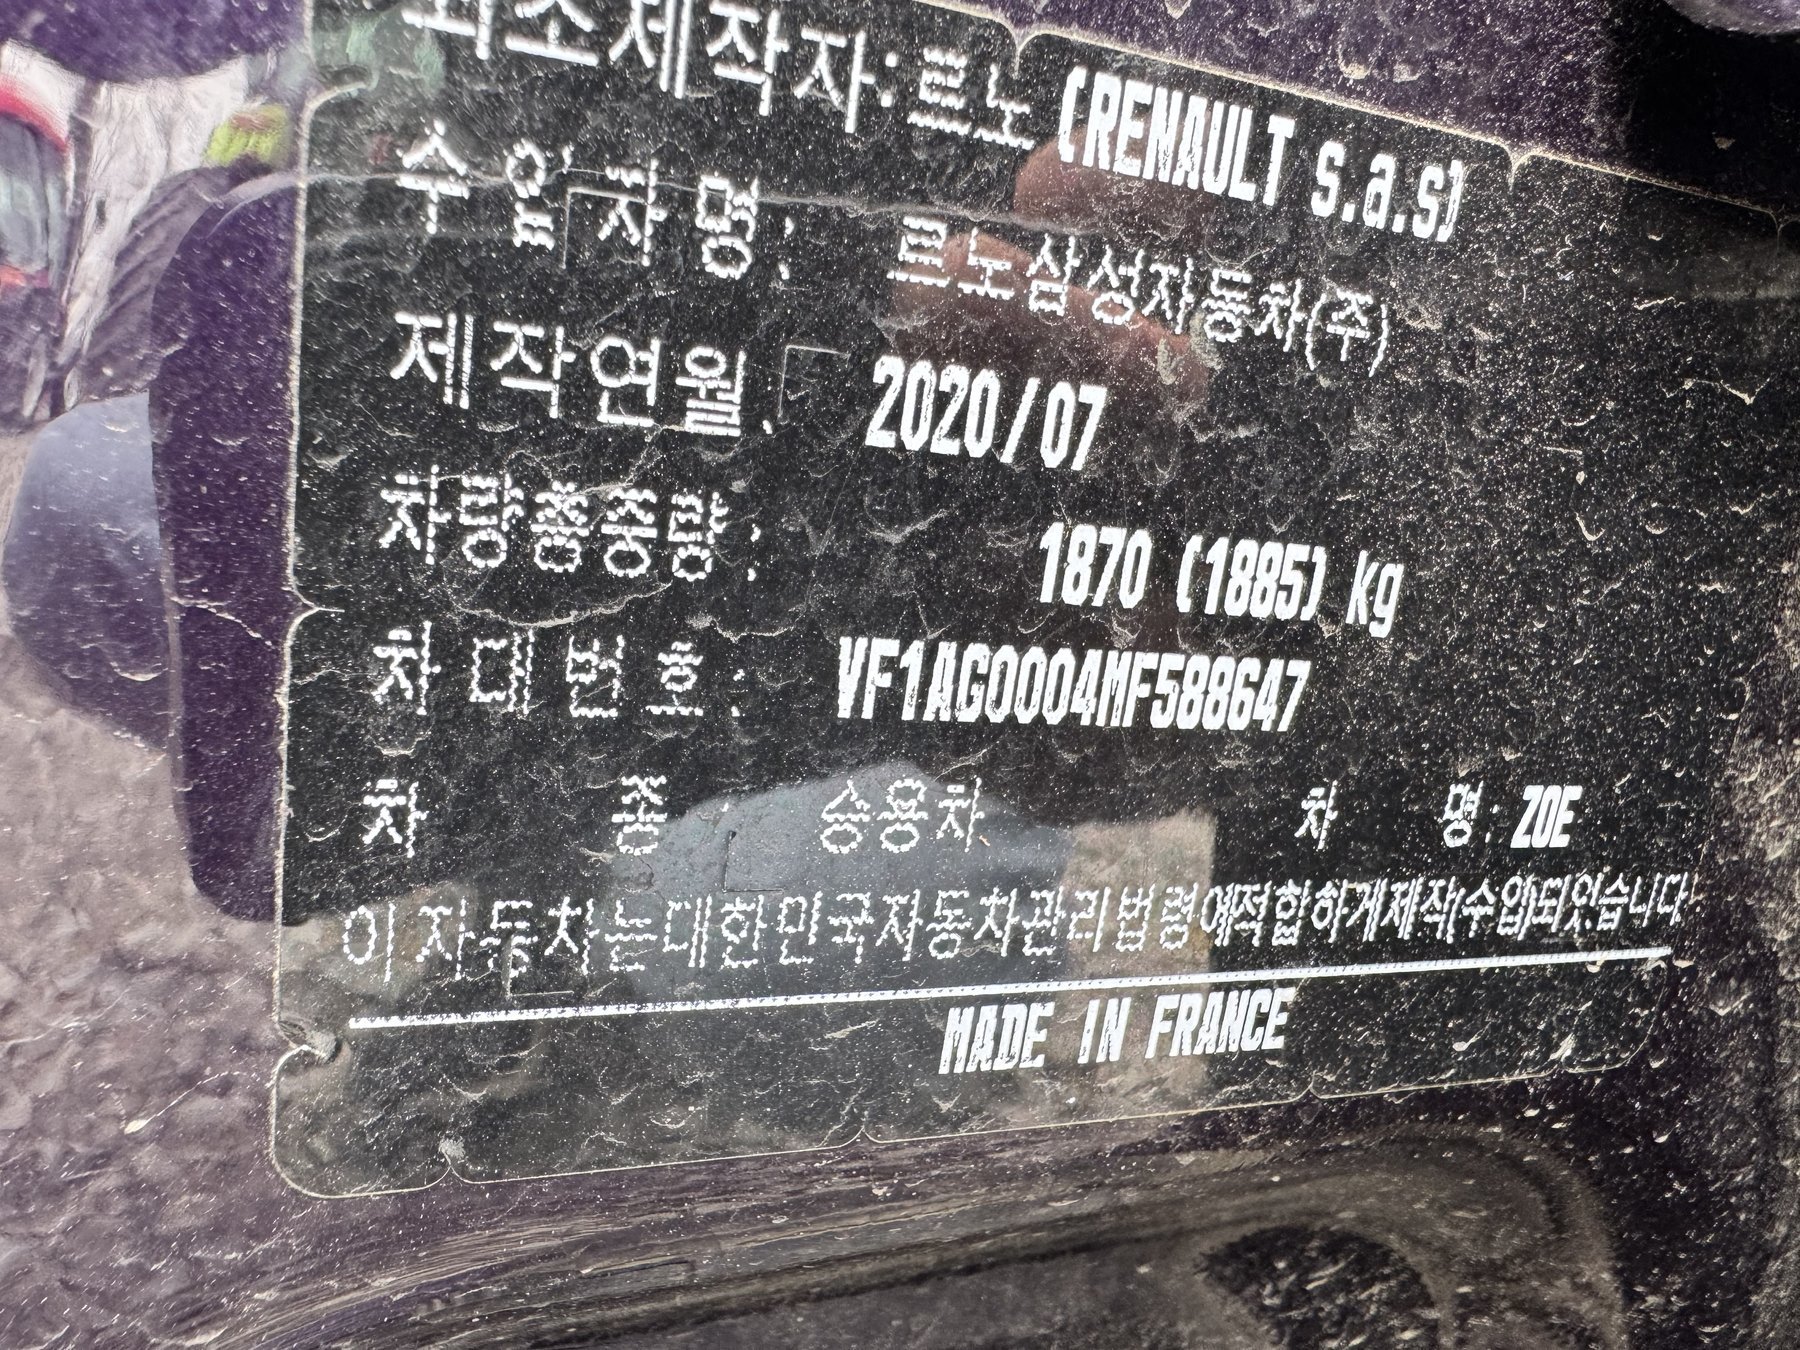 최초제작자: 르노 (RENAULT s.a.s)
수입자명: 르노삼성자동차(주)
제작연월: 2020/07
차량총중량: 1870 (1885) kg
차대번호: VF1AG0004MF588647
차 종: 승용차 차 명: ZOE
이 자동차는대한민국자동차관리법령에적합하게제작(수입)되었습니다
MADE IN FRANCE